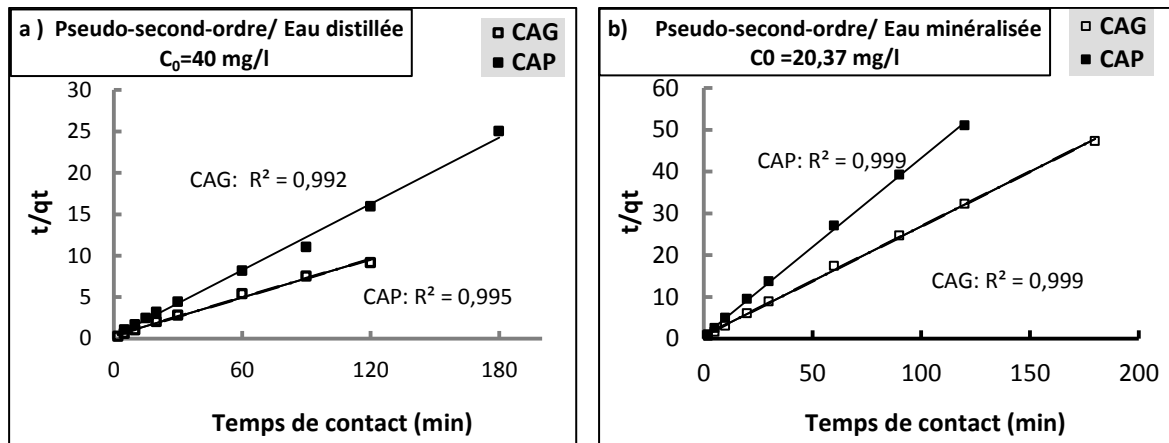 a ) Pseudo-second-ordre/ Eau distillée
C₀=40 mg/l
CAG
CAP
30
25
20
15
10
5
0
t/qt
CAG: R² = 0,992
CAP: R² = 0,995
0 60 120 180
Temps de contact (min)
b) Pseudo-second-ordre/ Eau minéralisée
C0 =20,37 mg/l
CAG
CAP
60
50
40
30
20
10
0
t/qt
CAP: R² = 0,999
CAG: R² = 0,999
0 50 100 150 200
Temps de contact (min)